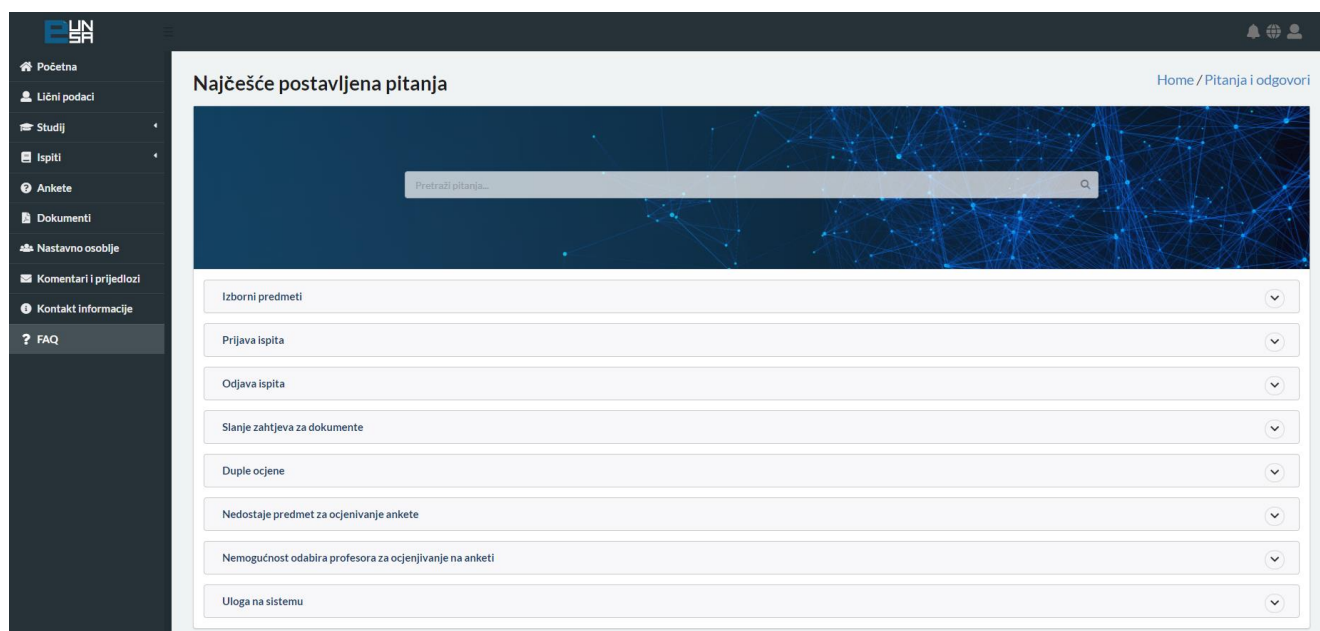 eUNSA
Početna
Lični podaci
Studij
Ispiti
Ankete
Dokumenti
Nastavno osoblje
Komentari i prijedlozi
Kontakt informacije
FAQ
Najčešće postavljena pitanja
Home / Pitanja i odgovori
Pretraži pitanja...
Izborni predmeti
Prijava ispita
Odjava ispita
Slanje zahtjeva za dokumente
Duple ocjene
Nedostaje predmet za ocjenivanje ankete
Nemogućnost odabira profesora za ocjenjivanje na anketi
Uloga na sistemu